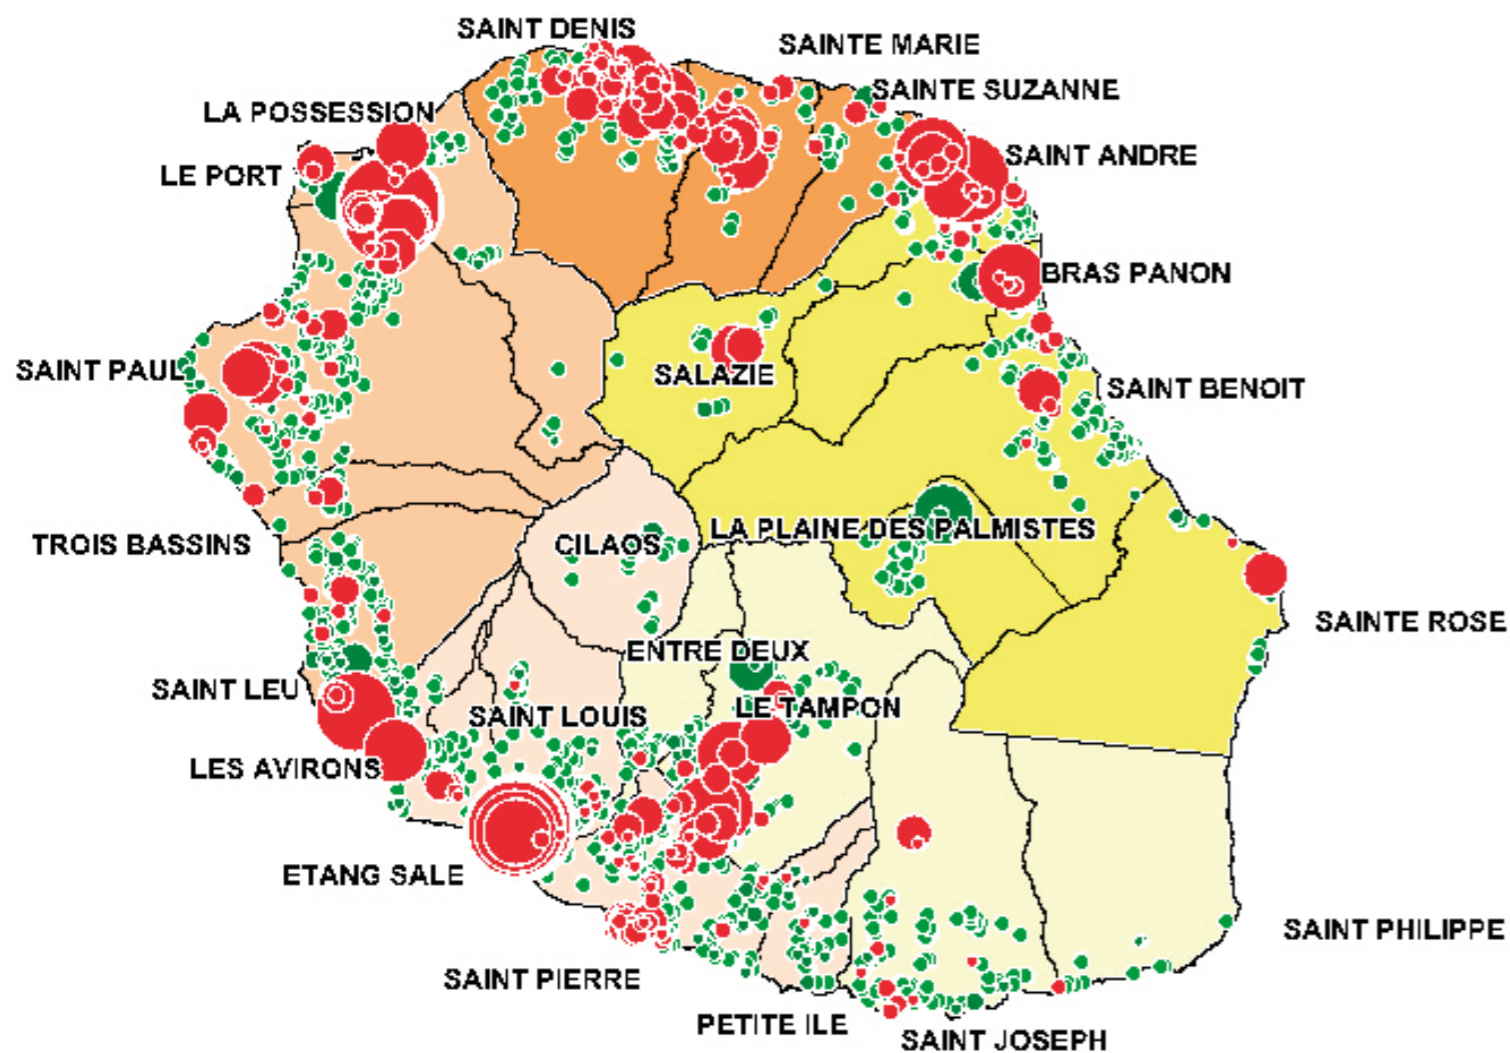 SAINT DENIS
SAINTE MARIE
SAINTE SUZANNE
LA POSSESSION
SAINT ANDRE
LE PORT
BRAS PANON
SAINT PAUL
SALAZIE
SAINT BENOIT
LA PLAINE DES PALMISTES
TROIS BASSINS
CILAOS
SAINTE ROSE
ENTRE DEUX
SAINT LEU
LE TAMPON
SAINT LOUIS
LES AVIRONS
ETANG SALE
SAINT PHILIPPE
SAINT PIERRE
PETITE ILE
SAINT JOSEPH